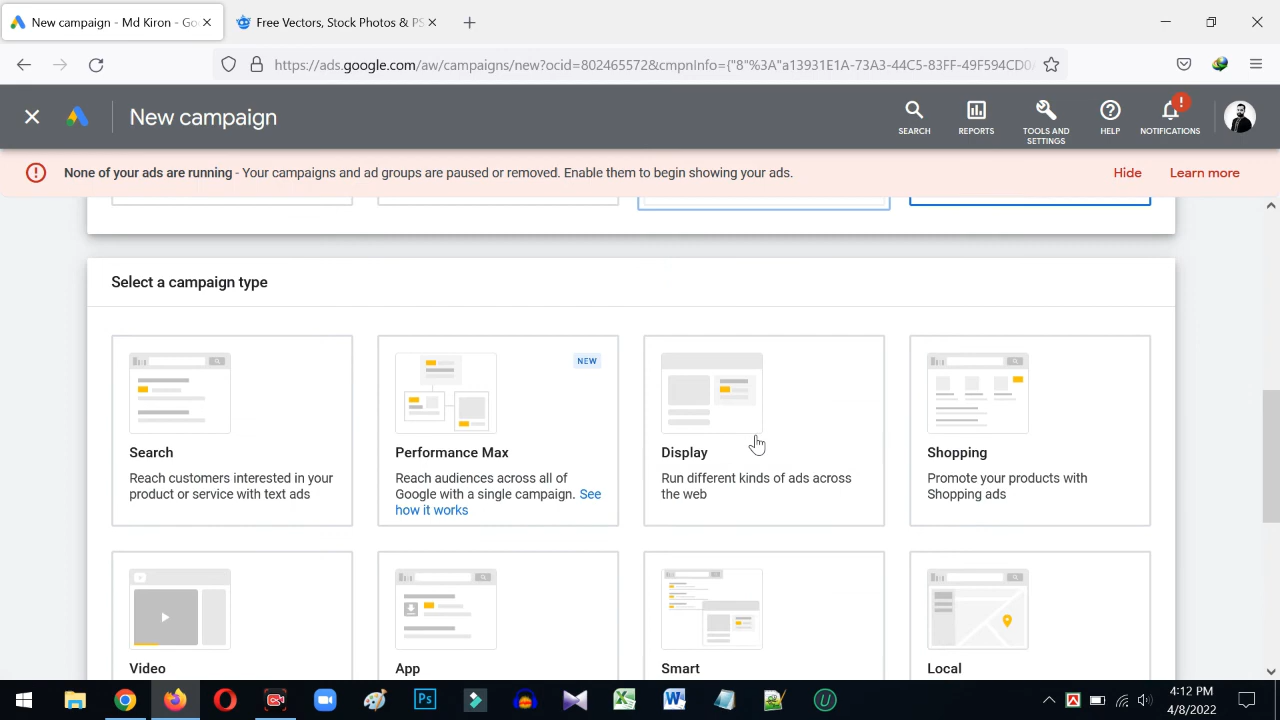 New campaign - Md Kiron - Go
Free Vectors, Stock Photos & PS
https://ads.google.com/aw/campaigns/new?ocid=802465572&cmpnInfo={"8"%3A"a13931E1A-73A3-44C5-83FF-49F594CD0A
New campaign
SEARCH
REPORTS
TOOLS AND
SETTINGS
HELP
NOTIFICATIONS
None of your ads are running - Your campaigns and ad groups are paused or removed. Enable them to begin showing your ads.
Hide
Learn more
Select a campaign type
Search
Reach customers interested in your
product or service with text ads
NEW
Performance Max
Reach audiences across all of
Google with a single campaign. See
how it works
Display
Run different kinds of ads across
the web
Shopping
Promote your products with
Shopping ads
Video
App
Smart
Local
Ps
4:12 PM
4/8/2022